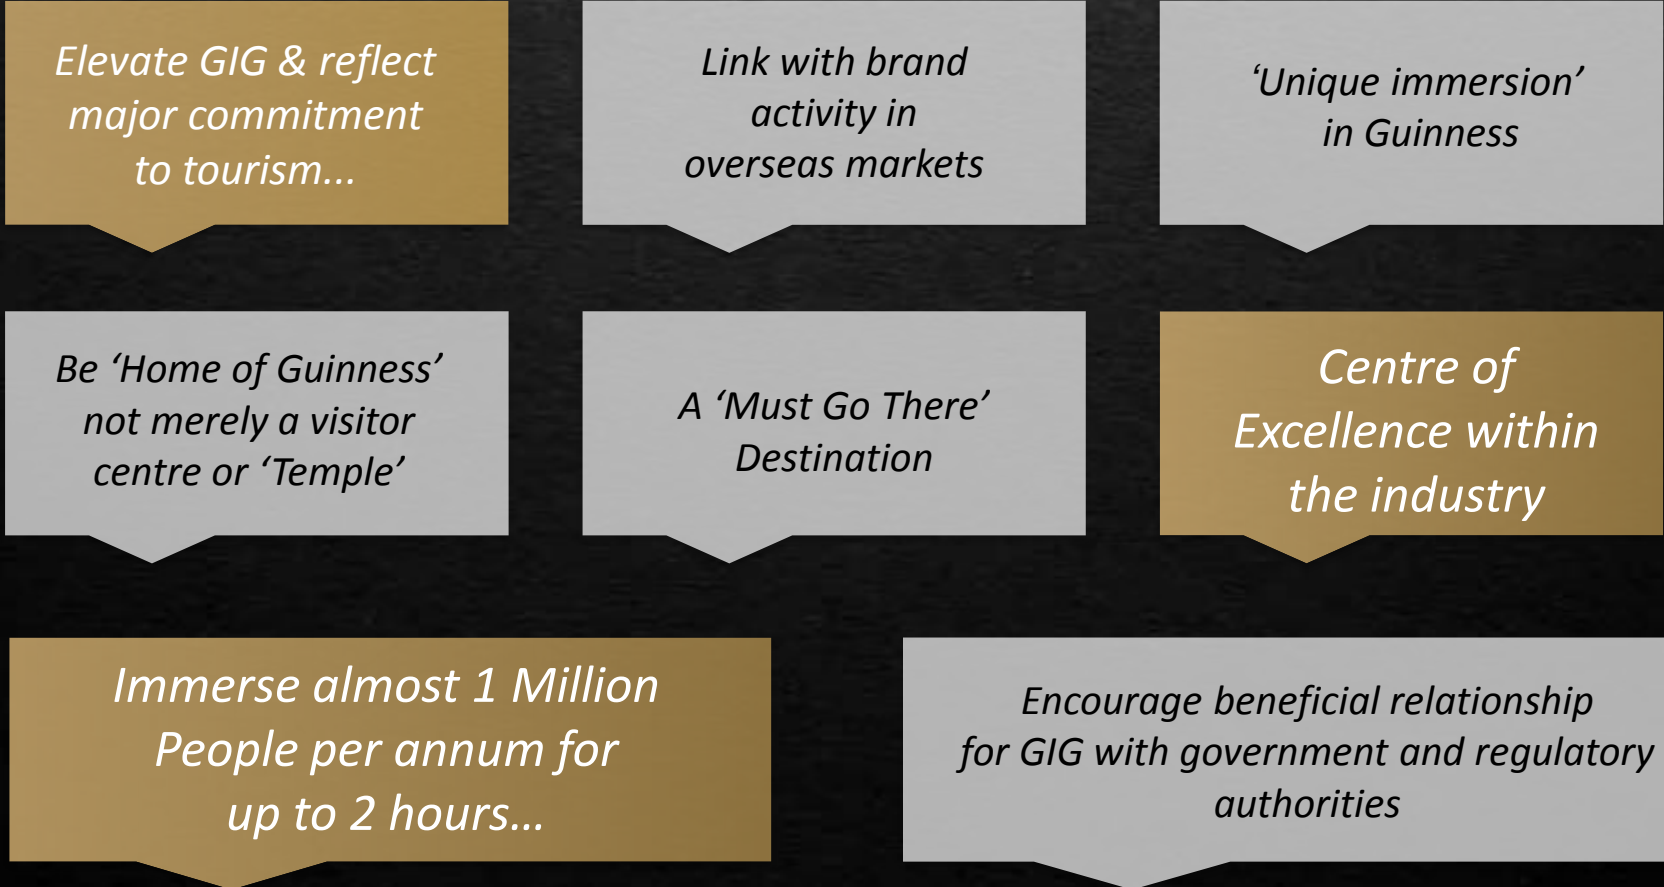 Elevate GIG & reflect
major commitment
to tourism...
Link with brand
activity in
overseas markets
‘Unique immersion’
in Guinness
Be ‘Home of Guinness’
not merely a visitor
centre or ‘Temple’
A ‘Must Go There’
Destination
Centre of
Excellence within
the industry
Immerse almost 1 Million
People per annum for
up to 2 hours…
Encourage beneficial relationship
for GIG with government and regulatory
authorities